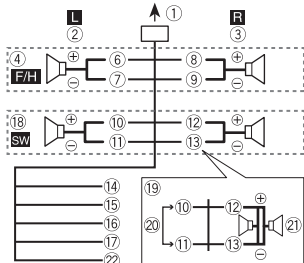 L ① R
② ③
④ ⊕ ⑥ ⑧ ⊕
F/H
⊖ ⑦ ⑨ ⊖
⑱ ⊕ ⑩ ⑫ ⊕
SW
⊖ ⑪ ⑬ ⊖
⑭
⑮
⑯
⑰
㉒
⑲
⊕
⑩ ⑫
⑳ ㉑
⑪ ⑬
⊖